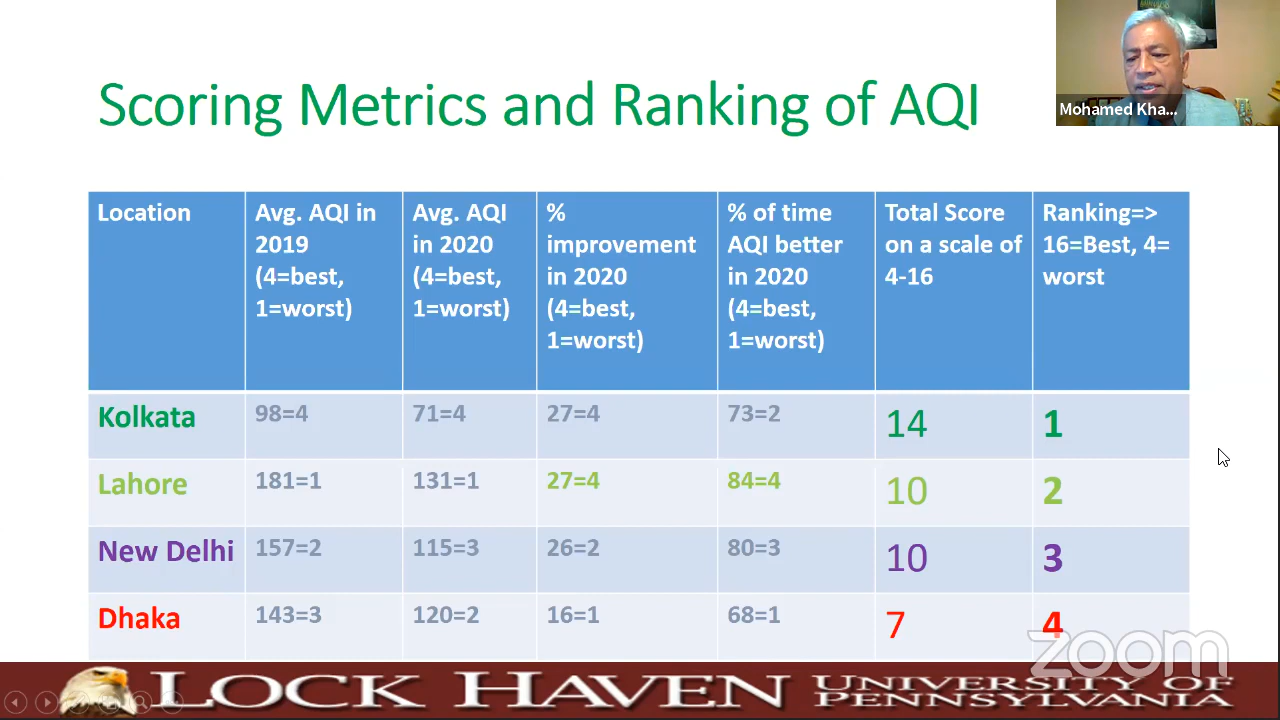 Mohamed Kha...
Scoring Metrics and Ranking of AQI
Location
Avg. AQI in
2019
(4=best,
1=worst)
Avg. AQI
in 2020
(4=best,
1=worst)
%
improvement
in 2020
(4=best,
1=worst)
% of time
AQI better
in 2020
(4=best,
1=worst)
Total Score
on a scale of
4-16
Ranking=>
16=Best, 4=
worst
Kolkata 98=4 71=4 27=4 73=2 14 1
Lahore 181=1 131=1 27=4 84=4 10 2
New Delhi 157=2 115=3 26=2 80=3 10 3
Dhaka 143=3 120=2 16=1 68=1 7 4
zoom
LOCK HAVEN UNIVERSITY OF
PENNSYLVANIA